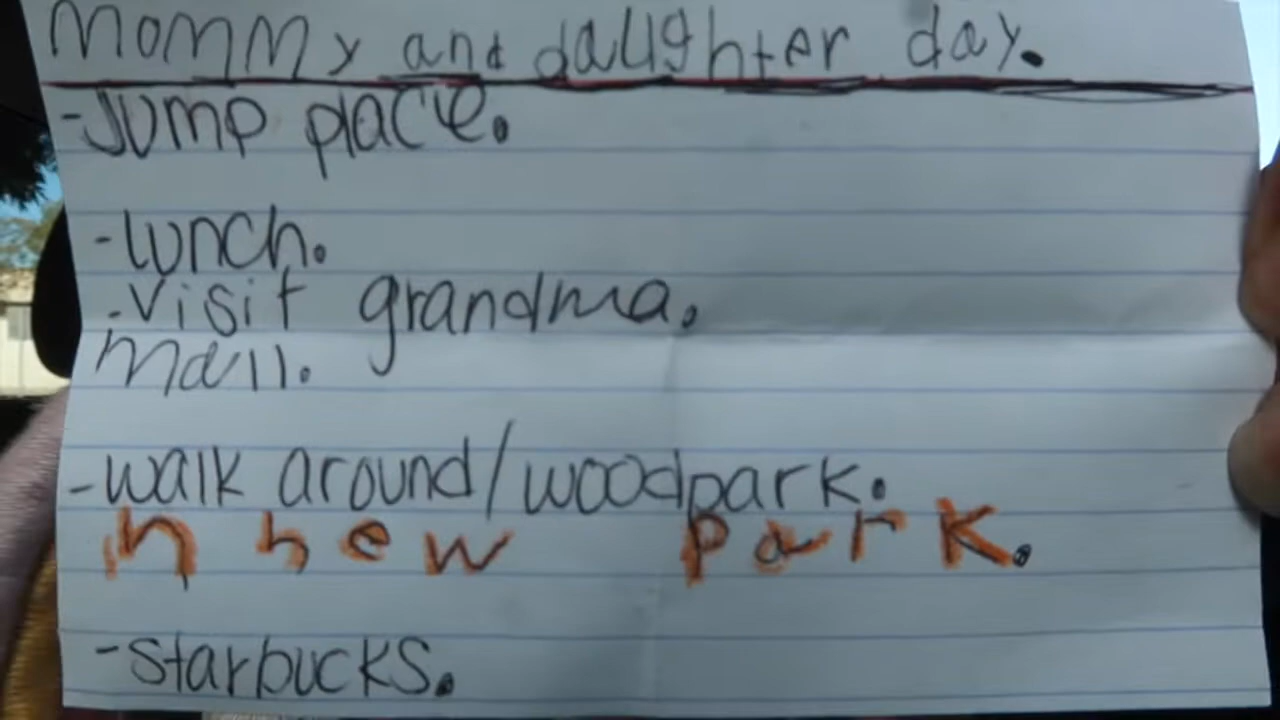 Mommy and daughter day.
-Jump place.
-lunch.
-visit grandma.
Mall.
-walk around/woodpark.
n new park.
-starbucks.